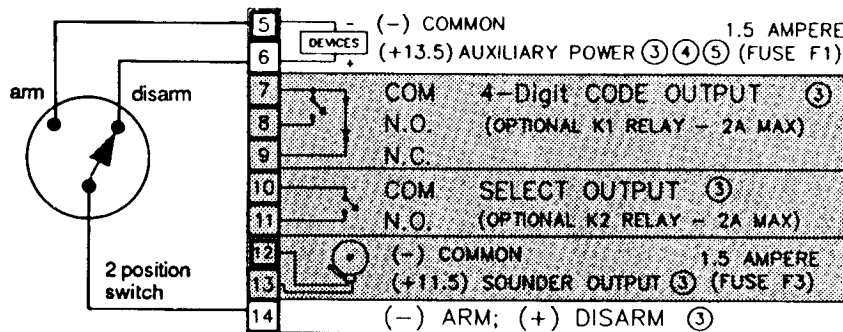 5 - (-) COMMON 1.5 AMPERE
DEVICES
6 + (+13.5) AUXILIARY POWER ③ ④ ⑤ (FUSE F1)
arm
disarm
7 COM 4-Digit CODE OUTPUT ③
8 N.O. (OPTIONAL K1 RELAY - 2A MAX)
9 N.C.
10 COM SELECT OUTPUT ③
11 N.O. (OPTIONAL K2 RELAY - 2A MAX)
12 (-) COMMON 1.5 AMPERE
2 position
switch
13 (+11.5) SOUNDER OUTPUT ③ (FUSE F3)
14 (-) ARM; (+) DISARM ③